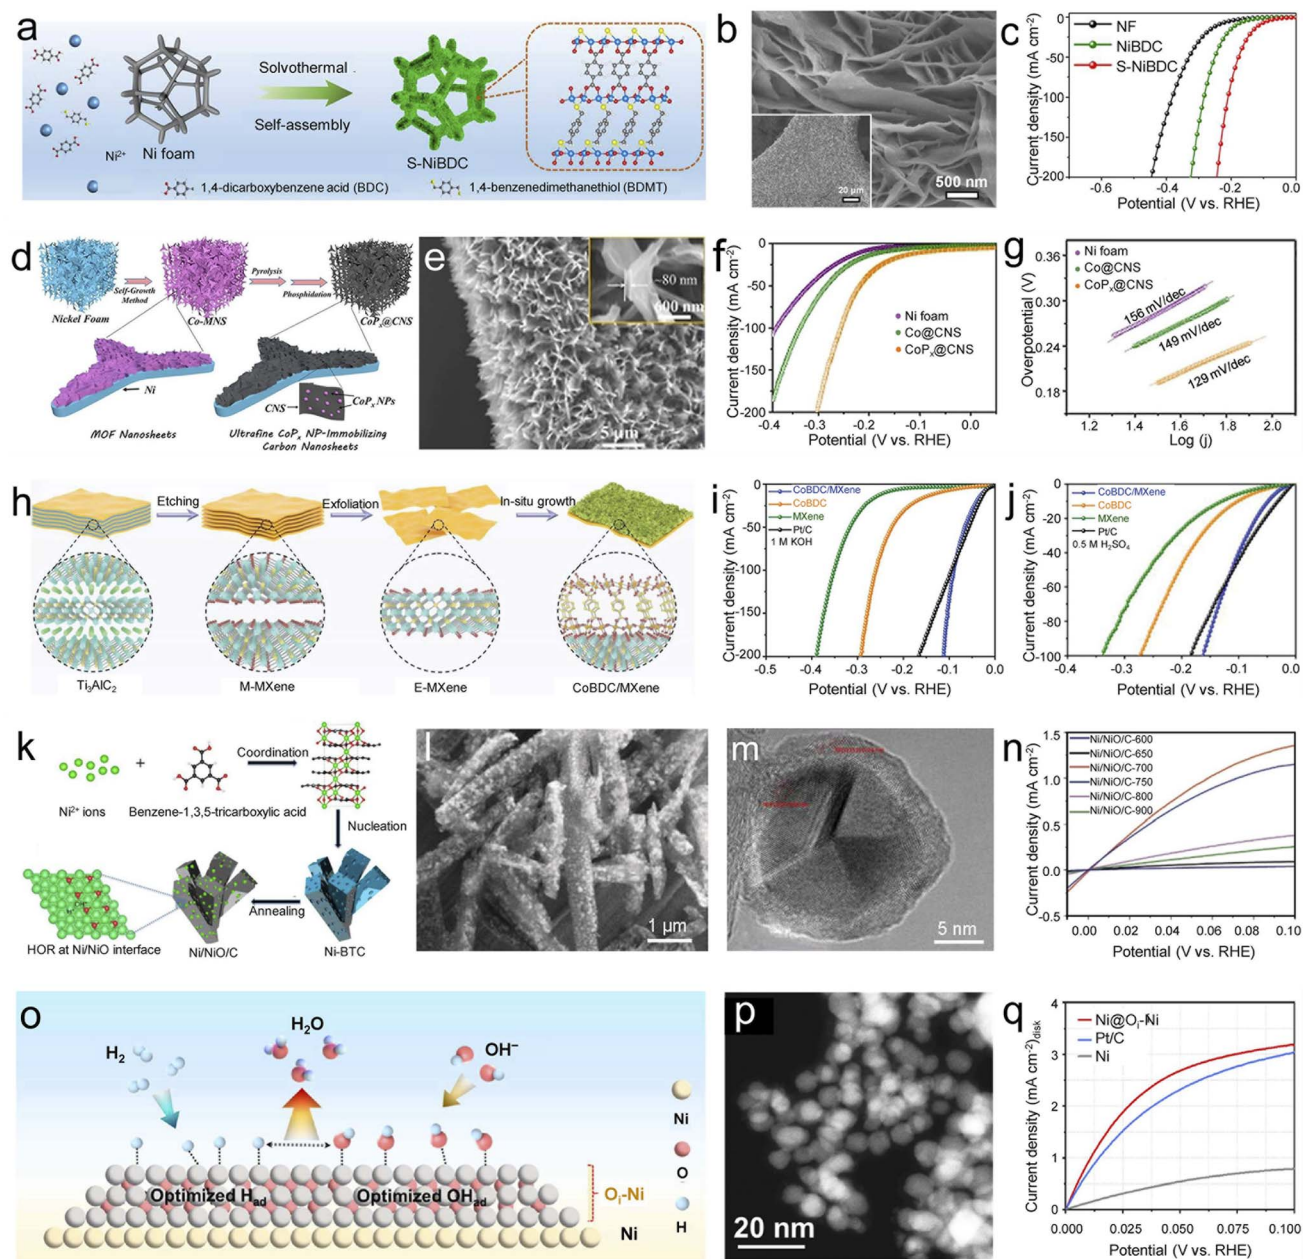 a
Ni²⁺
Ni foam
Solvothermal
Self-assembly
S-NiBDC
1,4-dicarboxybenzene acid (BDC)
1,4-benzenedimethanethiol (BDMT)
b
20 µm
500 nm
c
Current density (mA cm⁻²)
0
-50
-100
-150
-200
NF
NiBDC
S-NiBDC
-0.6
-0.4
-0.2
0.0
Potential (V vs. RHE)
d
Nickel Foam
Self-Growth
Method
Co-MNS
Pyrolysis
Phosphidation
CoPₓ@CNS
Ni
MOF Nanosheets
CNS
CoPₓ NPs
Ultrafine CoPₓ NP-Immobilizing
Carbon Nanosheets
e
~80 nm
600 nm
5 µm
f
Current density (mA cm⁻²)
0
-50
-100
-150
-200
Ni foam
Co@CNS
CoPₓ@CNS
-0.4
-0.3
-0.2
-0.1
0.0
Potential (V vs. RHE)
g
Overpotential (V)
0.36
0.30
0.24
0.18
Ni foam
Co@CNS
CoPₓ@CNS
156 mV/dec
149 mV/dec
129 mV/dec
1.2
1.5
1.8
2.1
Log (j)
h
Etching
Exfoliation
In-situ growth
Ti₃AlC₂
M-MXene
E-MXene
CoBDC/MXene
i
Current density (mA cm⁻²)
0
-50
-100
-150
-200
CoBDC/MXene
CoBDC
MXene
Pt/C
1 M KOH
-0.5
-0.4
-0.3
-0.2
-0.1
0.0
Potential (V vs. RHE)
j
Current density (mA cm⁻²)
0
-20
-40
-60
-80
-100
CoBDC/MXene
CoBDC
MXene
Pt/C
0.5 M H₂SO₄
-0.4
-0.3
-0.2
-0.1
0.0
Potential (V vs. RHE)
k
Ni²⁺ ions
+
Benzene-1,3,5-tricarboxylic acid
Coordination
Nucleation
Ni-BTC
Annealing
Ni/NiO/C
HOR at Ni/NiO interface
l
1 µm
m
5 nm
n
Current density (mA cm⁻²)
1.5
1.0
0.5
0.0
-0.5
Ni/NiO/C-600
Ni/NiO/C-650
Ni/NiO/C-700
Ni/NiO/C-750
Ni/NiO/C-800
Ni/NiO/C-900
0.00
0.02
0.04
0.06
0.08
0.10
Potential (V vs. RHE)
o
H₂
H₂O
OH⁻
Ni
O
H
Optimized H_ad
Optimized OH_ad
Oᵢ-Ni
Ni
p
20 nm
q
Current density (mA cm⁻²)_disk
4
3
2
1
0
Ni@Oᵢ-Ni
Pt/C
Ni
0.000
0.025
0.050
0.075
0.100
Potential (V vs. RHE)